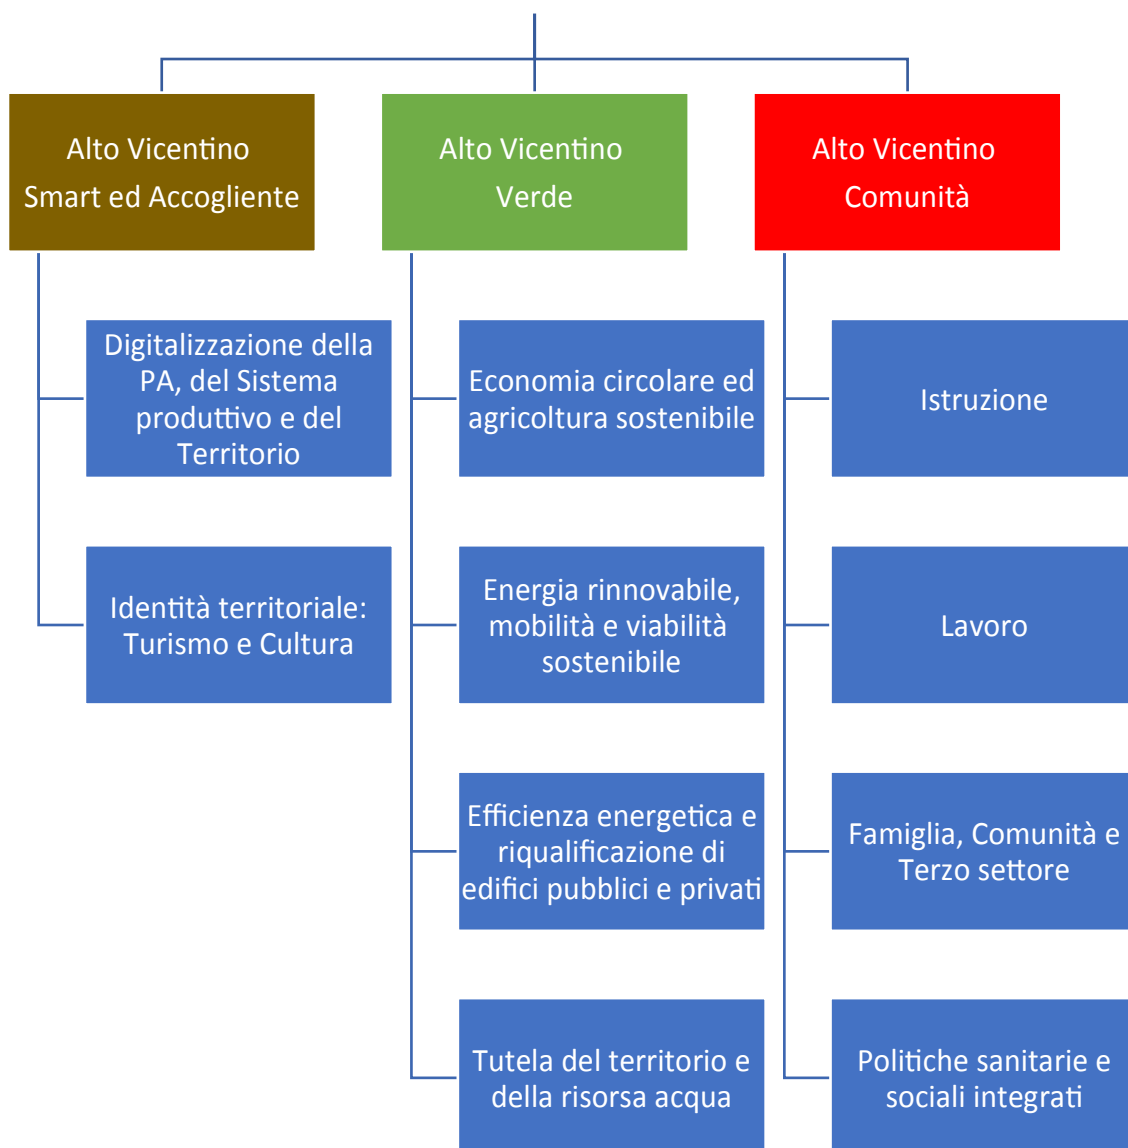 Alto Vicentino
Smart ed Accogliente
Alto Vicentino
Verde
Alto Vicentino
Comunità
Digitalizzazione della
PA, del Sistema
produttivo e del
Territorio
Identità territoriale:
Turismo e Cultura
Economia circolare ed
agricoltura sostenibile
Energia rinnovabile,
mobilità e viabilità
sostenibile
Efficienza energetica e
riqualificazione di
edifici pubblici e privati
Tutela del territorio e
della risorsa acqua
Istruzione
Lavoro
Famiglia, Comunità e
Terzo settore
Politiche sanitarie e
sociali integrati